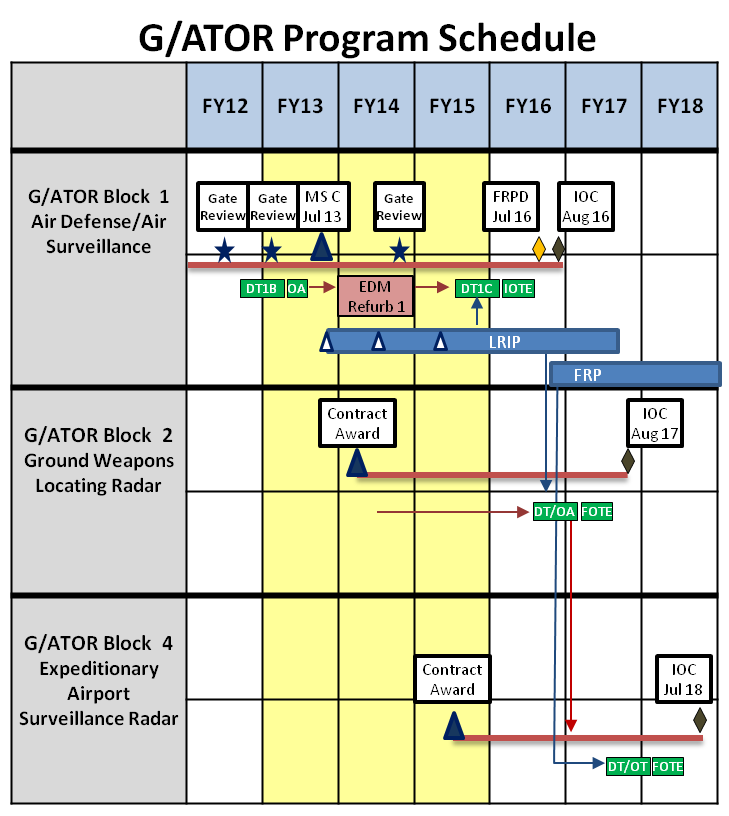 G/ATOR Program Schedule
FY12 FY13 FY14 FY15 FY16 FY17 FY18
G/ATOR Block 1
Air Defense/Air
Surveillance
Gate
Review
Gate
Review
MS C
Jul 13
Gate
Review
FRPD
Jul 16
IOC
Aug 16
DT1B OA
EDM
Refurb 1
DT1C IOTE
LRIP
FRP
G/ATOR Block 2
Ground Weapons
Locating Radar
Contract
Award
IOC
Aug 17
DT/OA FOTE
G/ATOR Block 4
Expeditionary
Airport
Surveillance Radar
Contract
Award
IOC
Jul 18
DT/OT FOTE